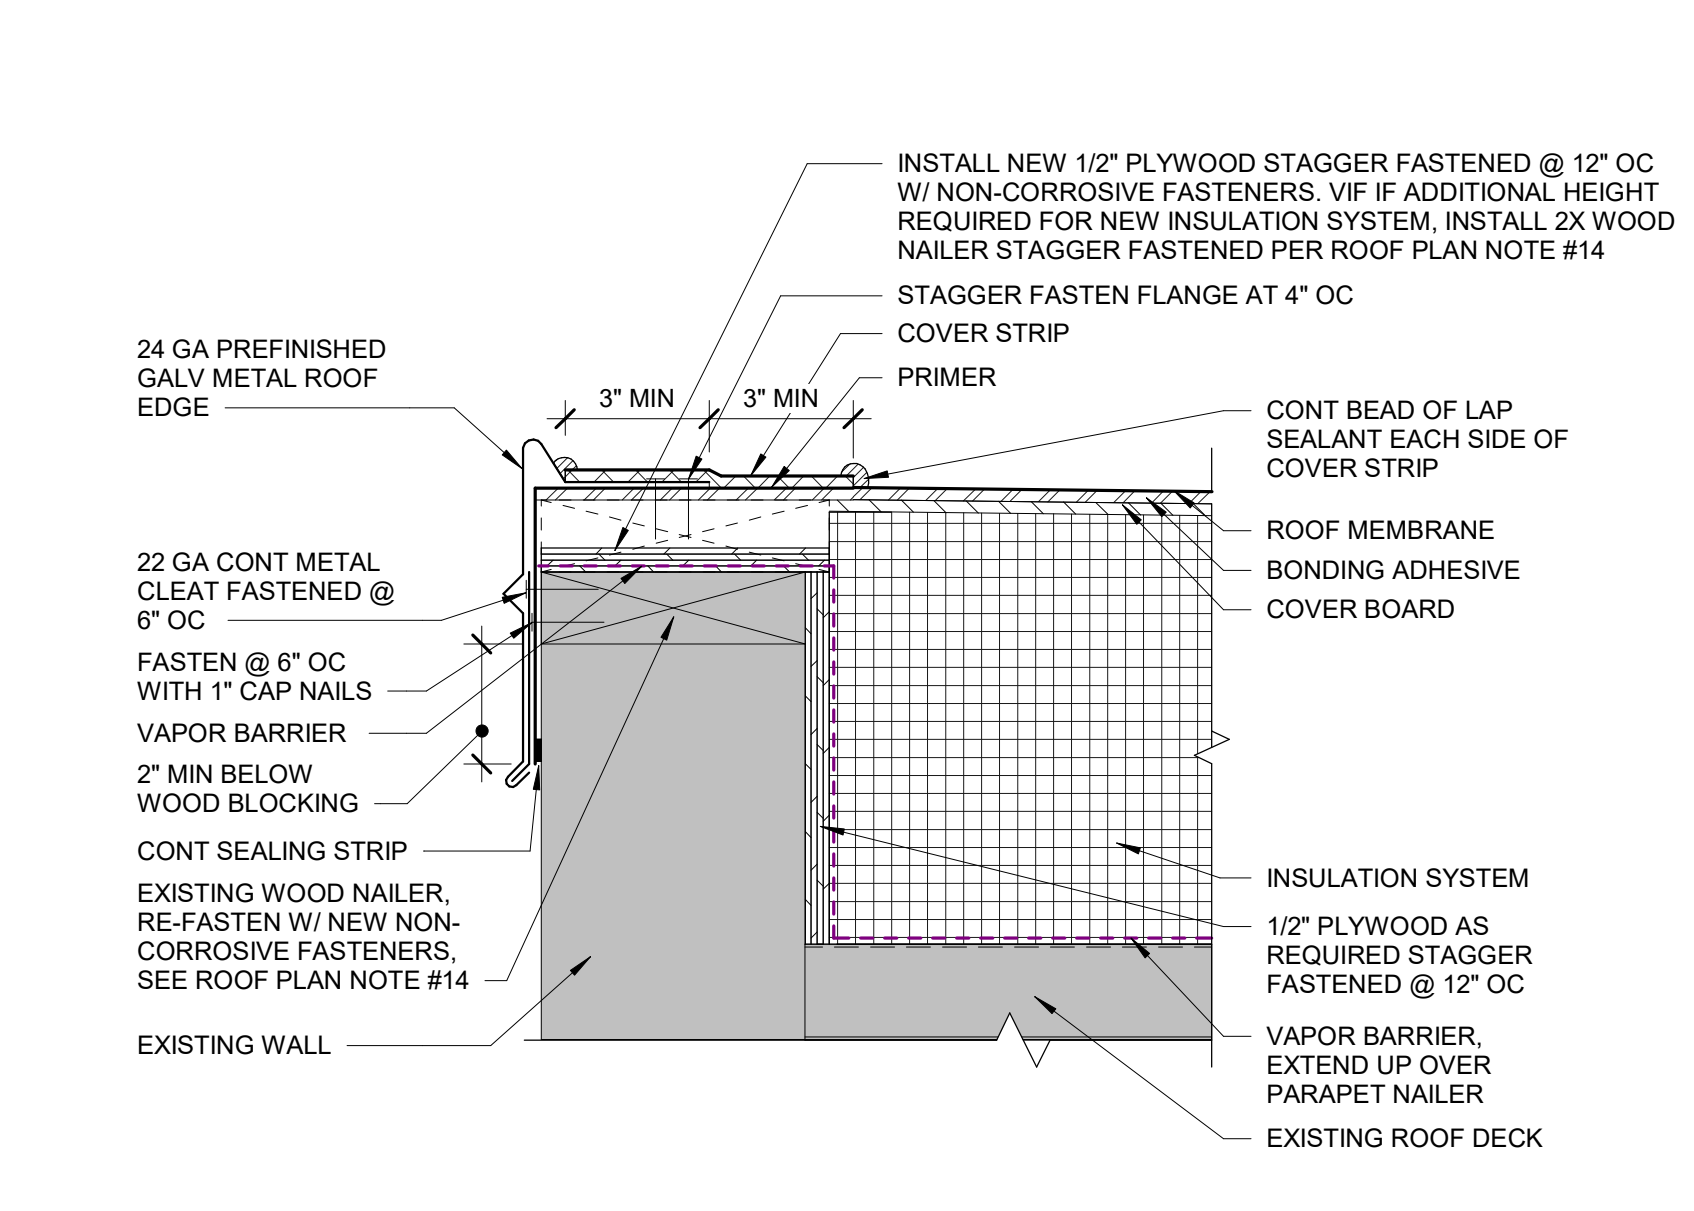 INSTALL NEW 1/2" PLYWOOD STAGGER FASTENED @ 12" OC
W/ NON-CORROSIVE FASTENERS. VIF IF ADDITIONAL HEIGHT
REQUIRED FOR NEW INSULATION SYSTEM, INSTALL 2X WOOD
NAILER STAGGER FASTENED PER ROOF PLAN NOTE #14
STAGGER FASTEN FLANGE AT 4" OC
COVER STRIP
PRIMER
24 GA PREFINISHED
GALV METAL ROOF
EDGE
3" MIN
3" MIN
CONT BEAD OF LAP
SEALANT EACH SIDE OF
COVER STRIP
ROOF MEMBRANE
BONDING ADHESIVE
COVER BOARD
22 GA CONT METAL
CLEAT FASTENED @
6" OC
FASTEN @ 6" OC
WITH 1" CAP NAILS
VAPOR BARRIER
2" MIN BELOW
WOOD BLOCKING
CONT SEALING STRIP
EXISTING WOOD NAILER,
RE-FASTEN W/ NEW NON-
CORROSIVE FASTENERS,
SEE ROOF PLAN NOTE #14
EXISTING WALL
INSULATION SYSTEM
1/2" PLYWOOD AS
REQUIRED STAGGER
FASTENED @ 12" OC
VAPOR BARRIER,
EXTEND UP OVER
PARAPET NAILER
EXISTING ROOF DECK